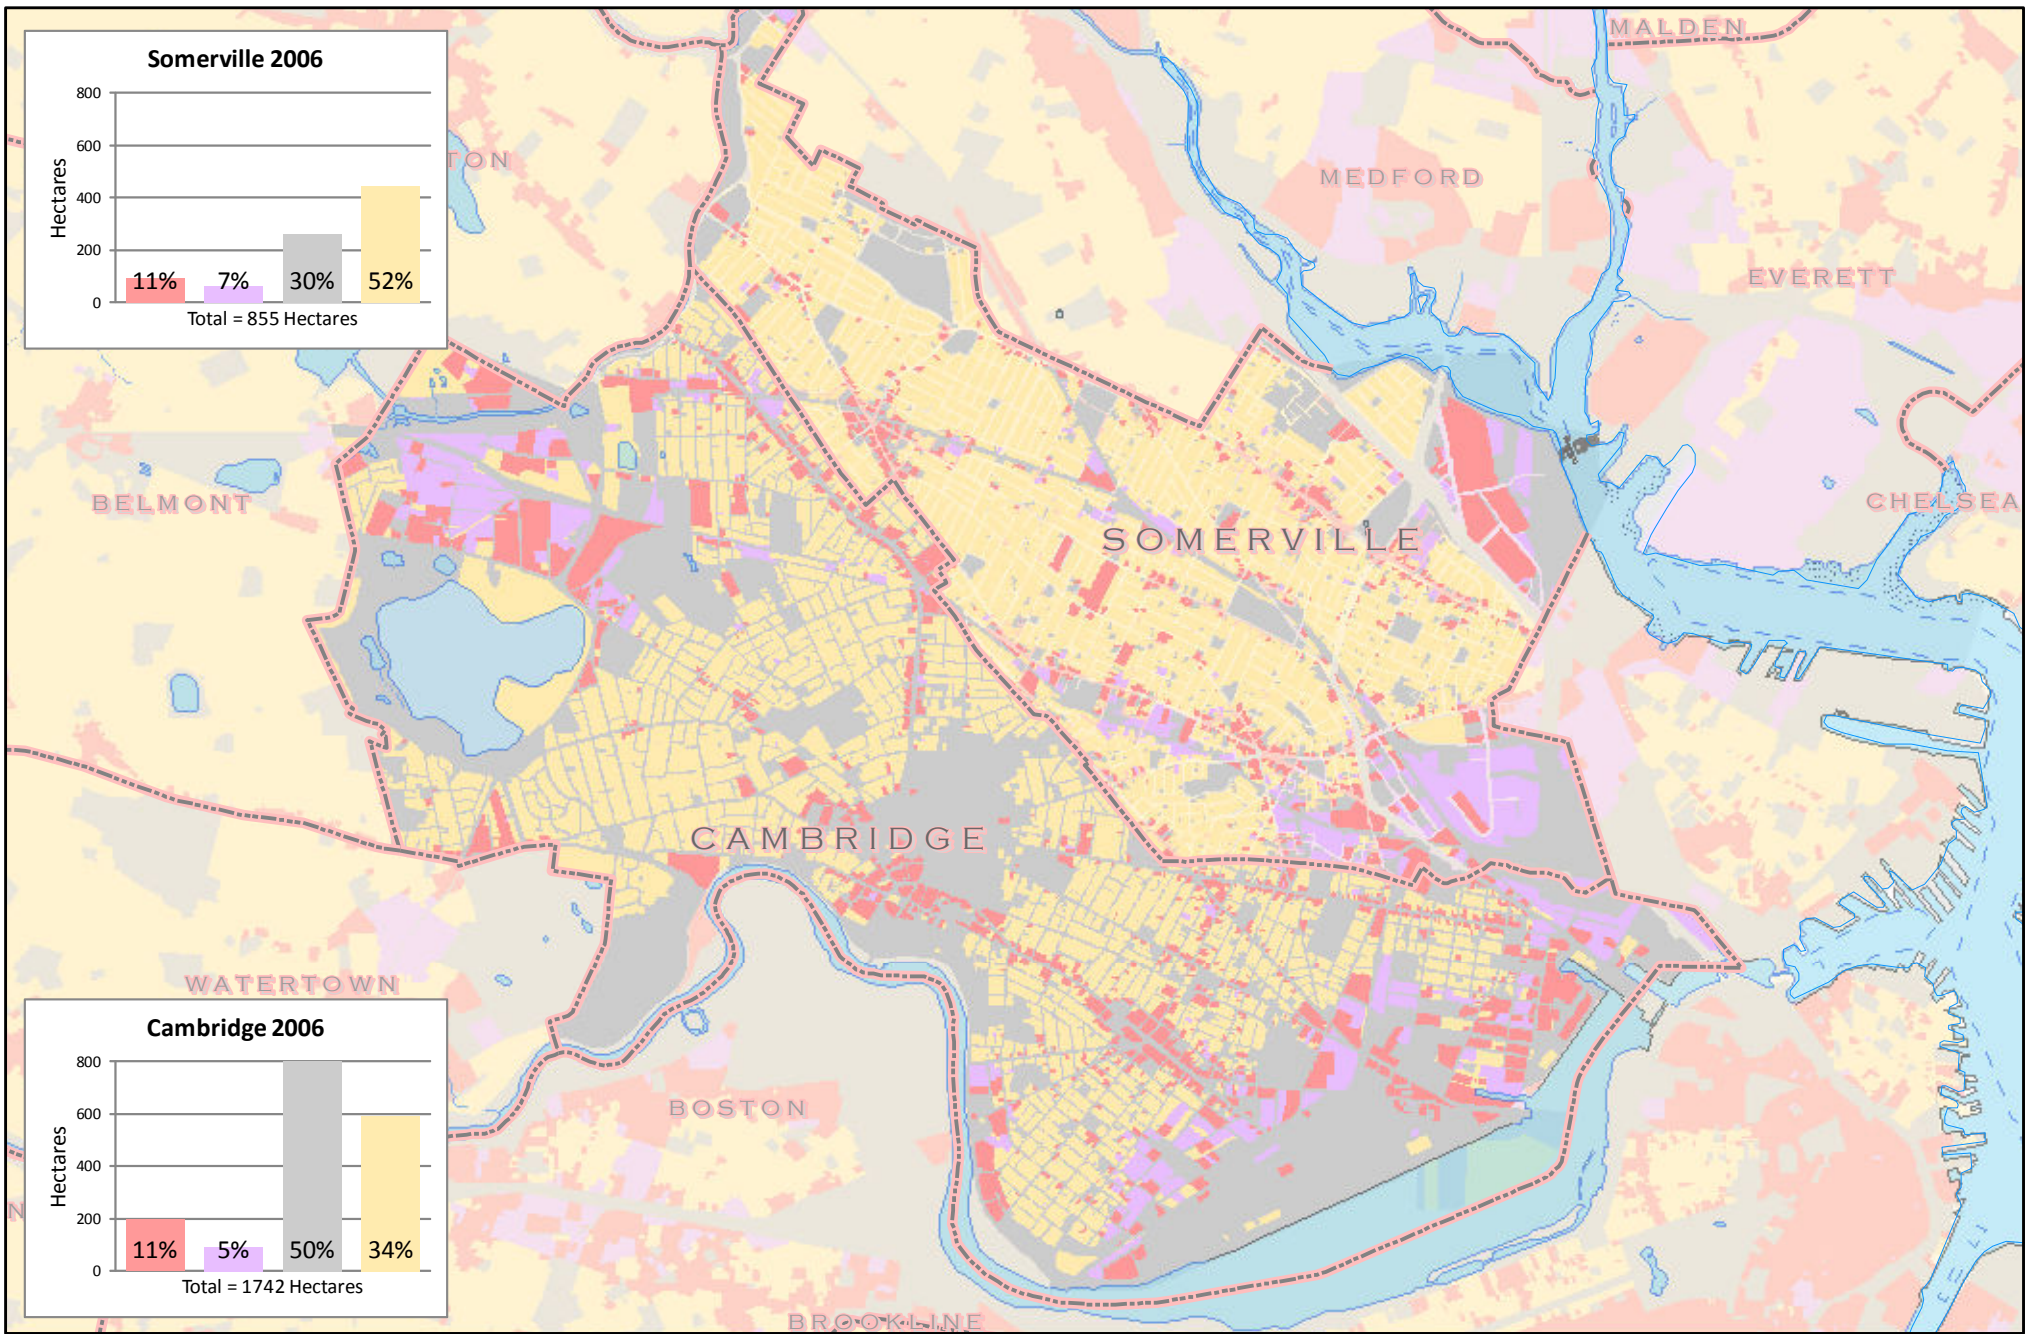 Somerville 2006
800
600
400
200
0
Hectares
11%
7%
30%
52%
Total = 855 Hectares
TON
MALDEN
MEDFORD
EVERETT
BELMONT
CHELSEA
SOMERVILLE
CAMBRIDGE
WATERTOWN
BOSTON
Cambridge 2006
800
600
400
200
0
Hectares
11%
5%
50%
34%
Total = 1742 Hectares
N
BROOKLINE